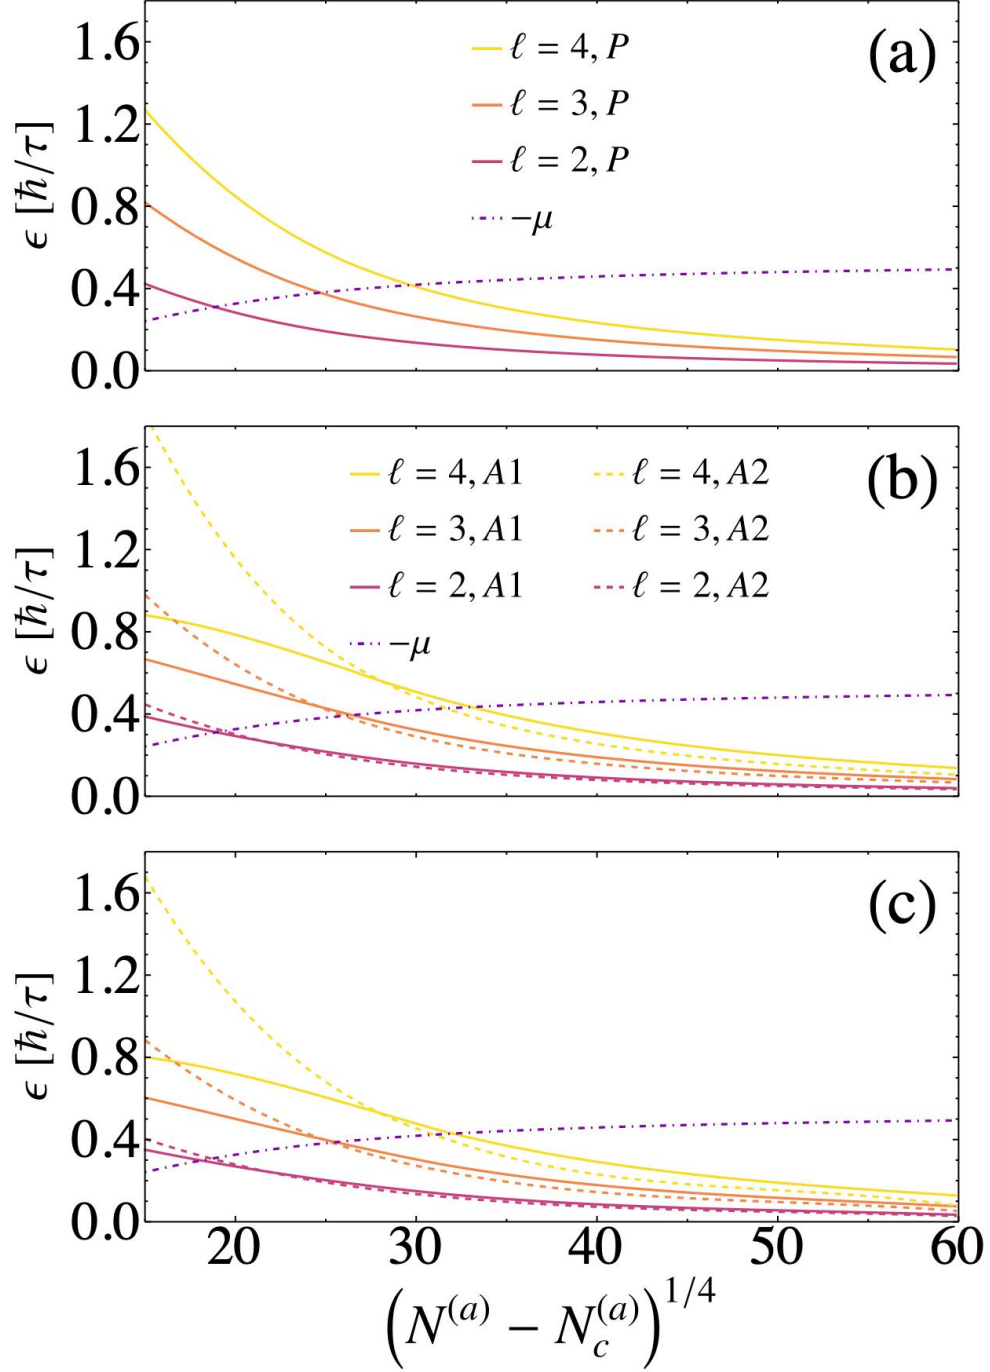 (a)
ϵ [ħ/τ]
1.6
1.2
0.8
0.4
0.0
ℓ = 4, P
ℓ = 3, P
ℓ = 2, P
−μ
(b)
ϵ [ħ/τ]
1.6
1.2
0.8
0.4
0.0
ℓ = 4, A1 ℓ = 4, A2
ℓ = 3, A1 ℓ = 3, A2
ℓ = 2, A1 ℓ = 2, A2
−μ
(c)
ϵ [ħ/τ]
1.6
1.2
0.8
0.4
0.0
20 30 40 50 60
(N^{(a)} − N_c^{(a)})^{1/4}